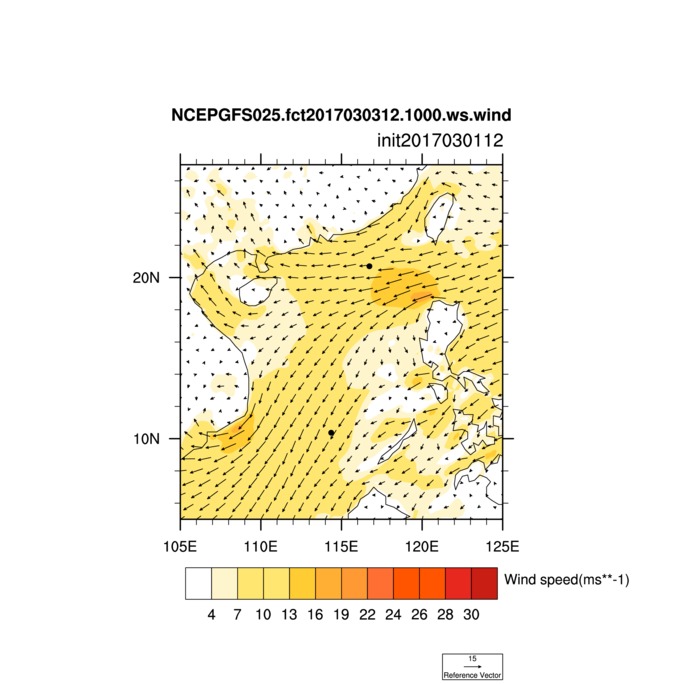 NCEPGFS025.fct2017030312.1000.ws.wind
init2017030112
20N
10N
105E 110E 115E 120E 125E
Wind speed(ms**-1)
4 7 10 13 16 19 22 24 26 28 30
15
Reference Vector